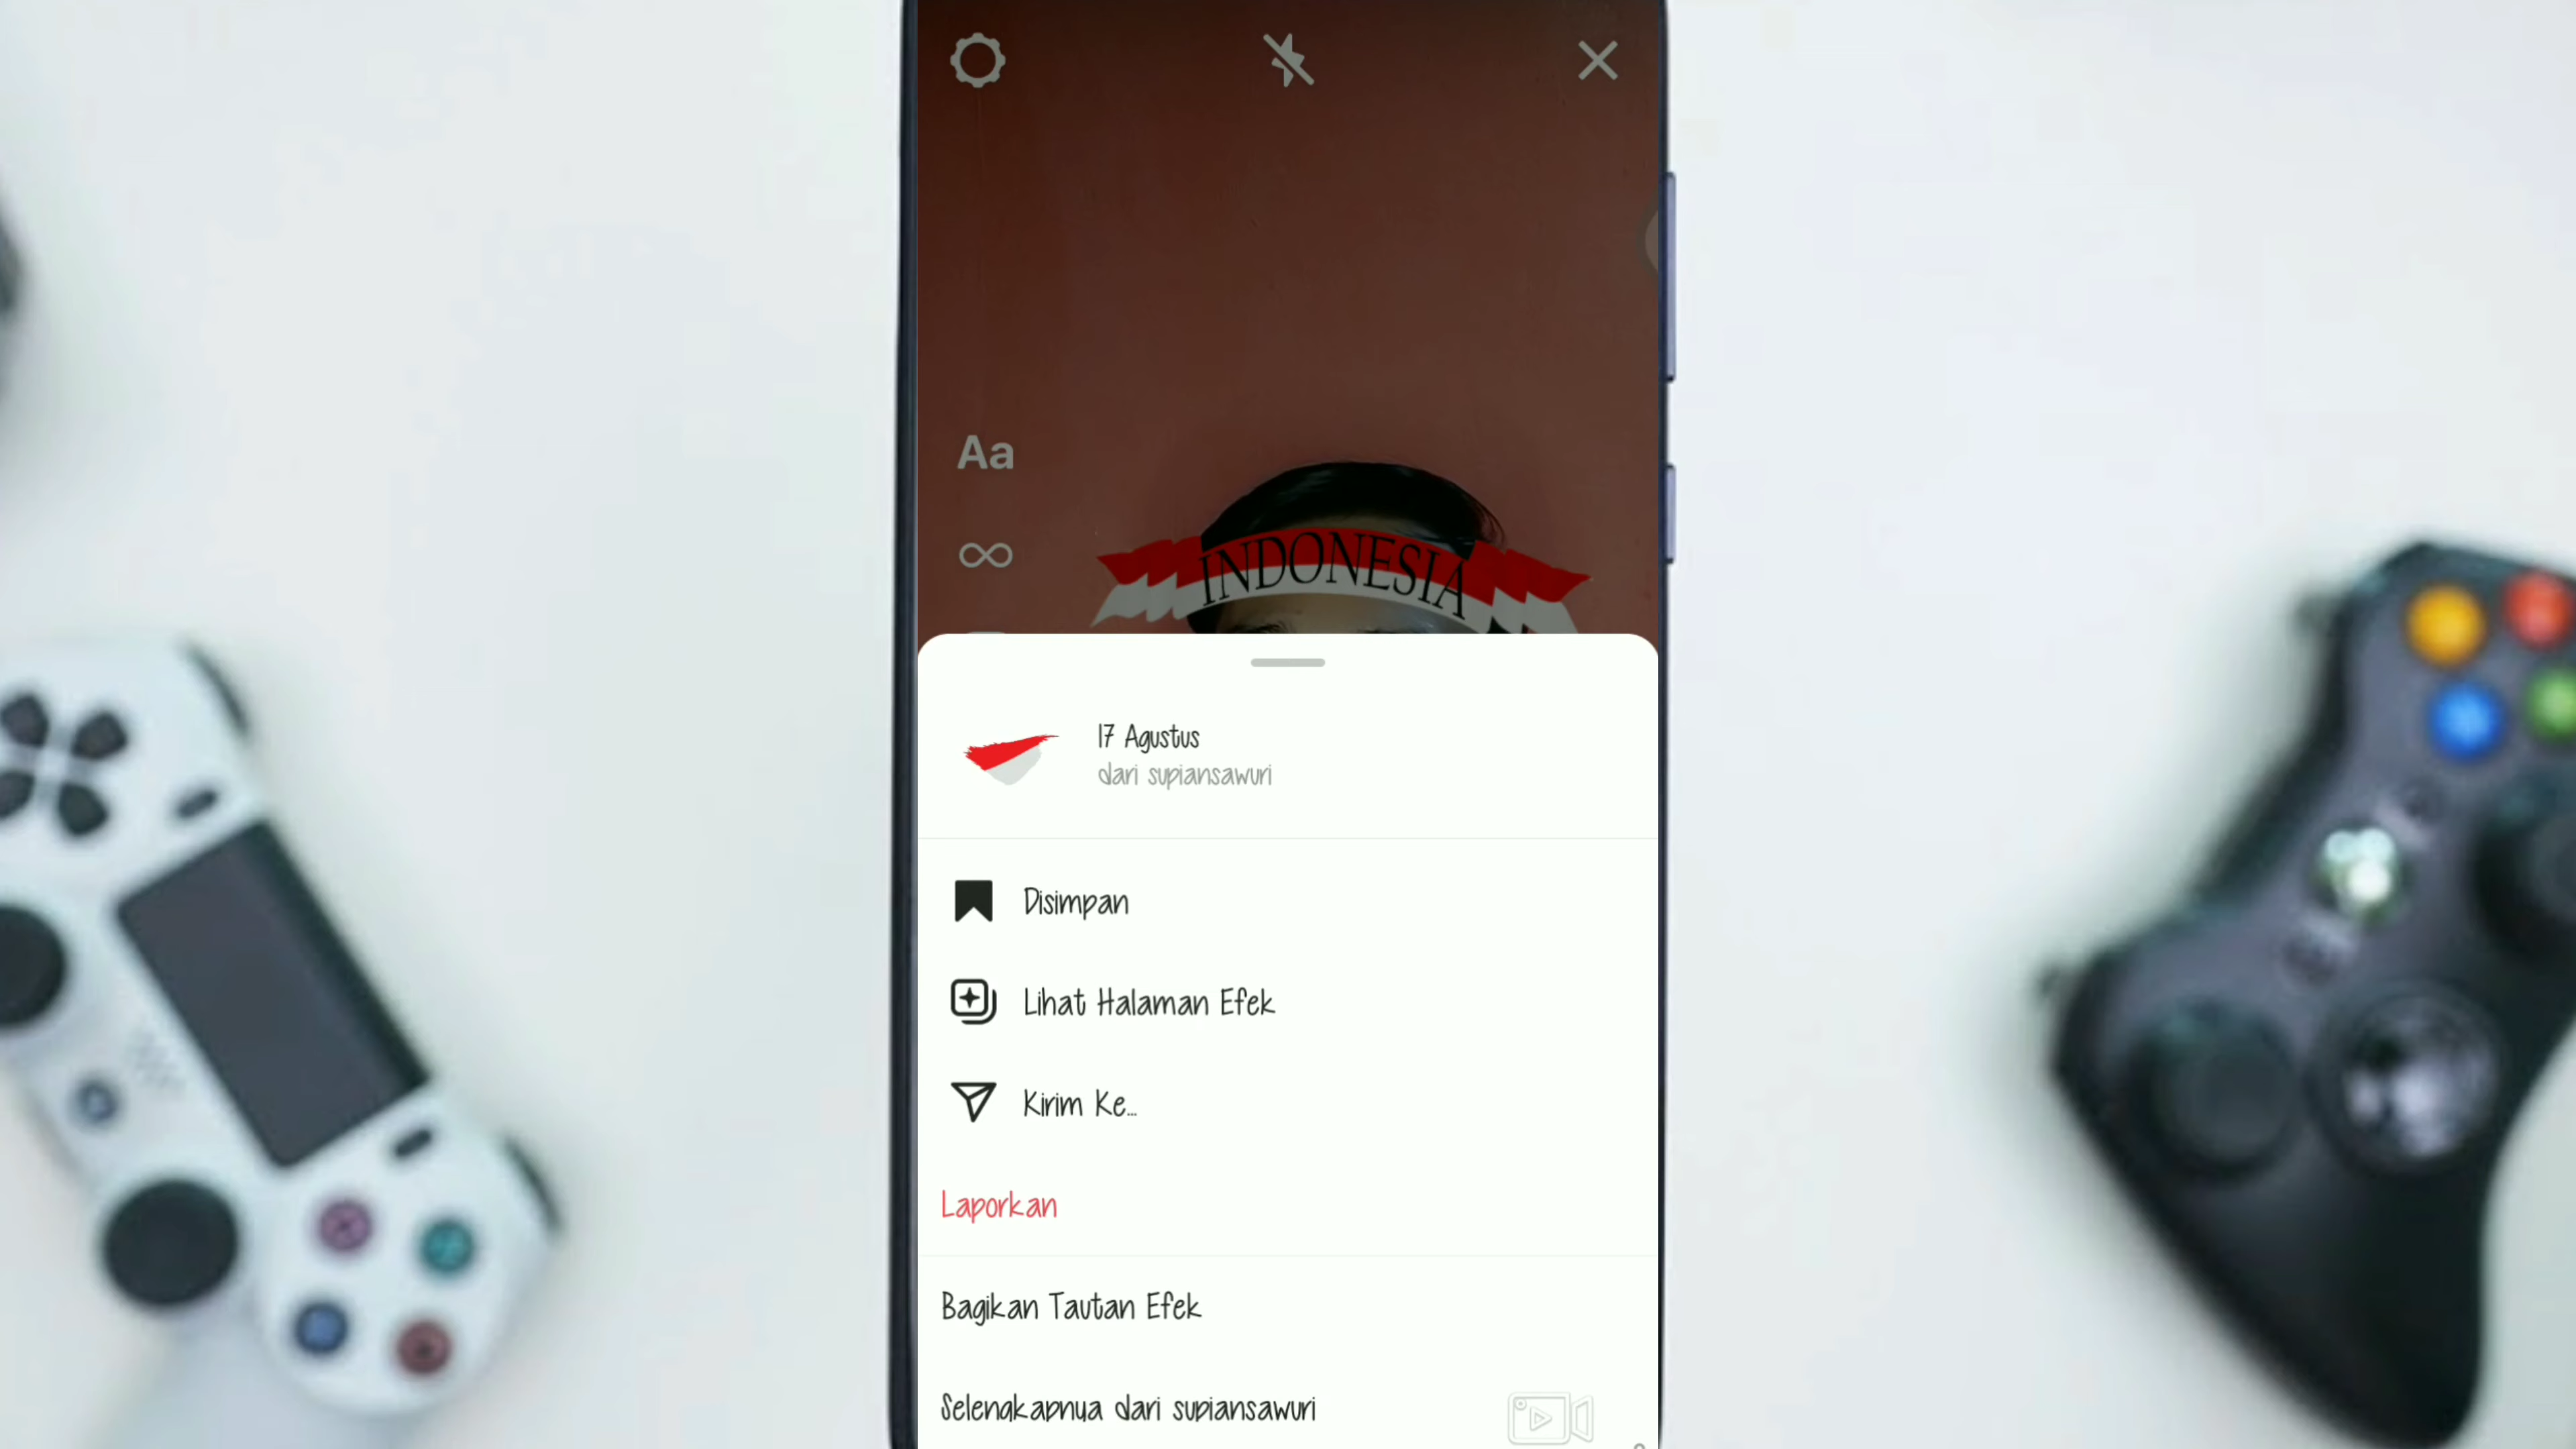 Aa
INDONESIA
17 Agustus
dari supiansawuri
Disimpan
Lihat Halaman Efek
Kirim Ke...
Laporkan
Bagikan Tautan Efek
Selengkapnya dari supiansawuri